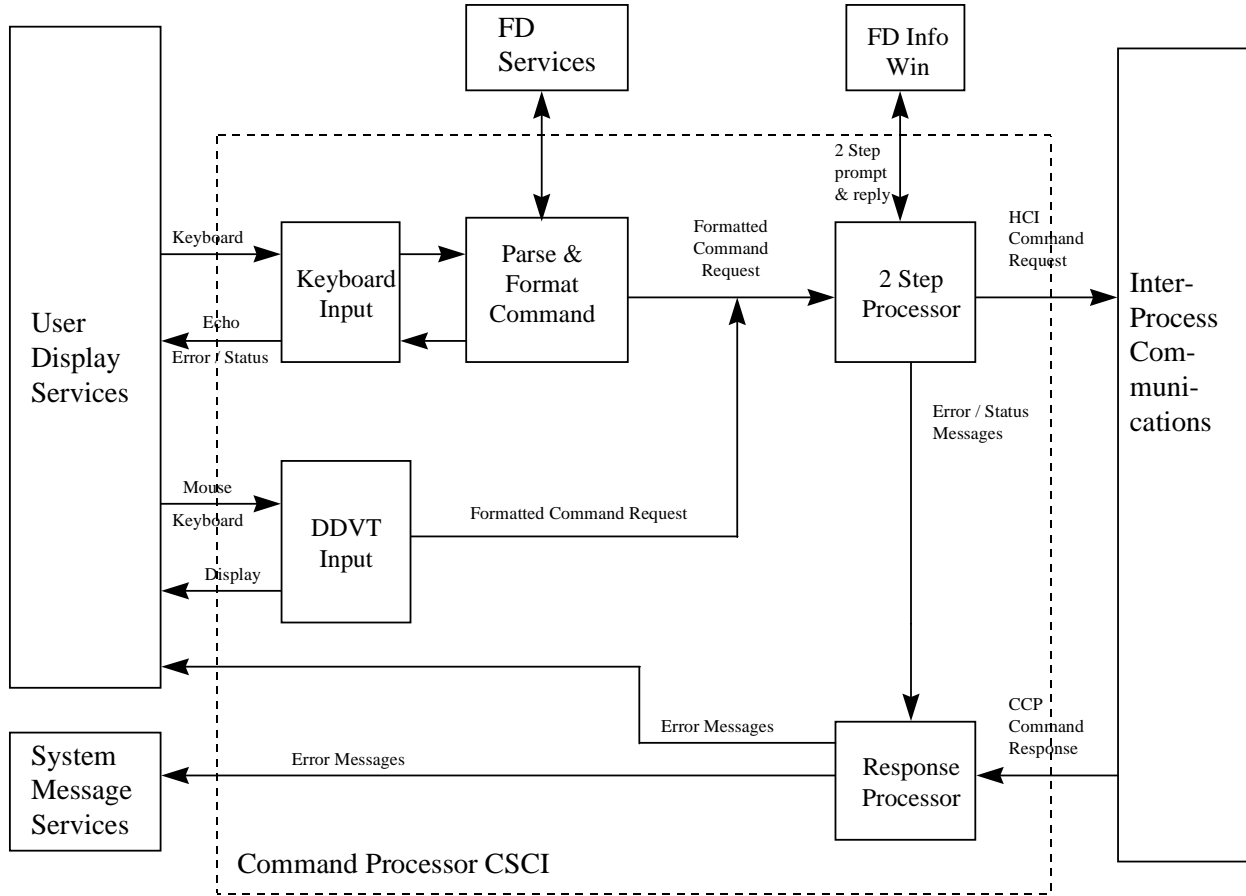 FD
Services
FD Info
Win
2 Step
prompt
& reply
Keyboard
Keyboard
Input
Parse &
Format
Command
Formatted
Command
Request
2 Step
Processor
HCI
Command
Request
Echo
Error / Status
User
Display
Services
Inter-
Process
Com-
muni-
cations
Error / Status
Messages
Mouse
Keyboard
DDVT
Input
Formatted Command Request
Display
Error Messages
CCP
Command
Response
System
Message
Services
Error Messages
Response
Processor
Command Processor CSCI